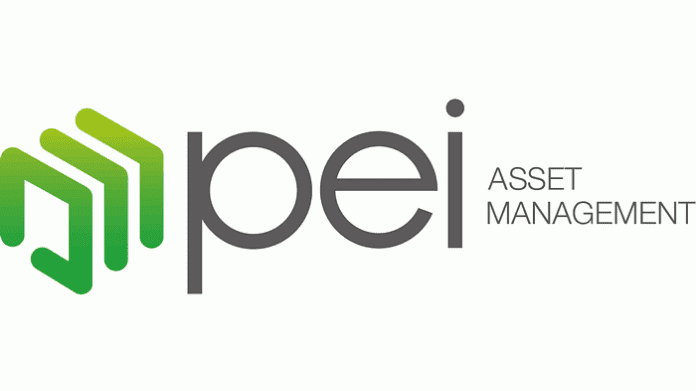 pei
ASSET
MANAGEMENT